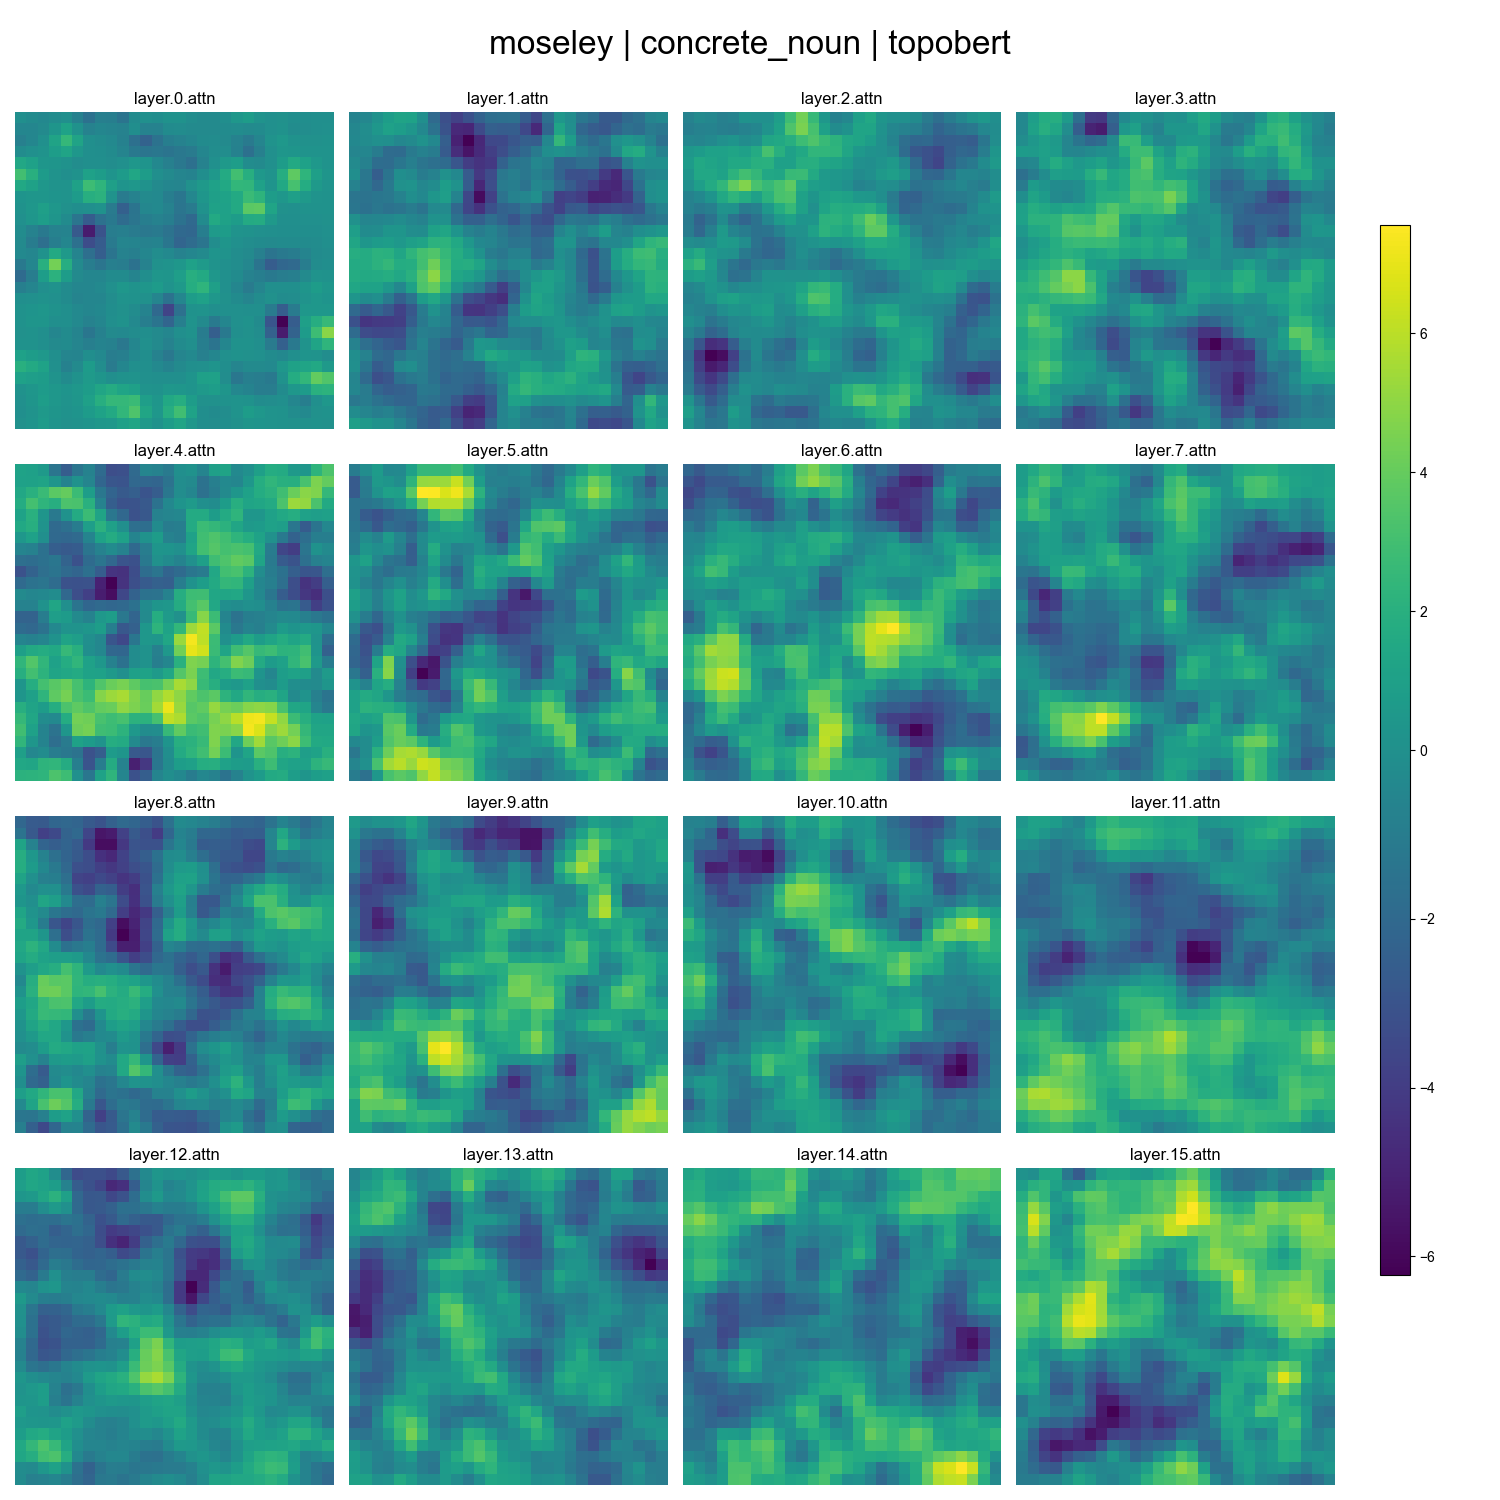 moseley | concrete_noun | topobert
layer.0.attn
layer.1.attn
layer.2.attn
layer.3.attn
layer.4.attn
layer.5.attn
layer.6.attn
layer.7.attn
layer.8.attn
layer.9.attn
layer.10.attn
layer.11.attn
layer.12.attn
layer.13.attn
layer.14.attn
layer.15.attn
6
4
2
0
−2
−4
−6